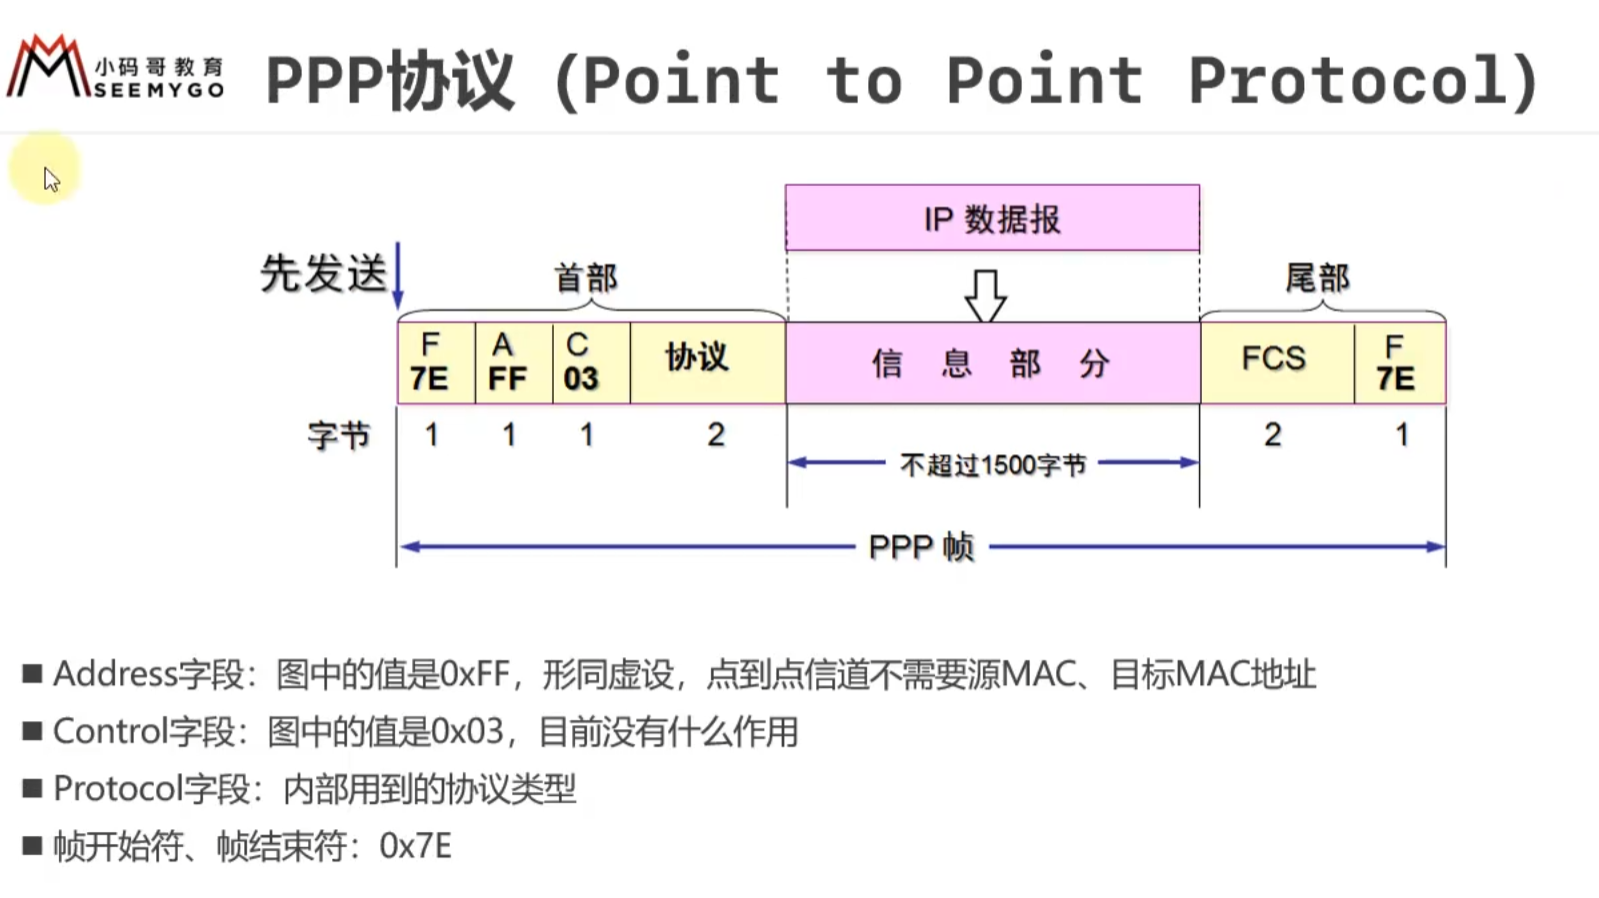 小码哥教育
SEEMYGO
PPP协议 (Point to Point Protocol)
IP 数据报
先发送
首部
尾部
F
7E
A
FF
C
03
协议
信 息 部 分
FCS
F
7E
字节 1 1 1 2 2 1
不超过1500字节
PPP 帧
■ Address字段：图中的值是0xFF，形同虚设，点到点信道不需要源MAC、目标MAC地址
■ Control字段：图中的值是0x03，目前没有什么作用
■ Protocol字段：内部用到的协议类型
■ 帧开始符、帧结束符：0x7E